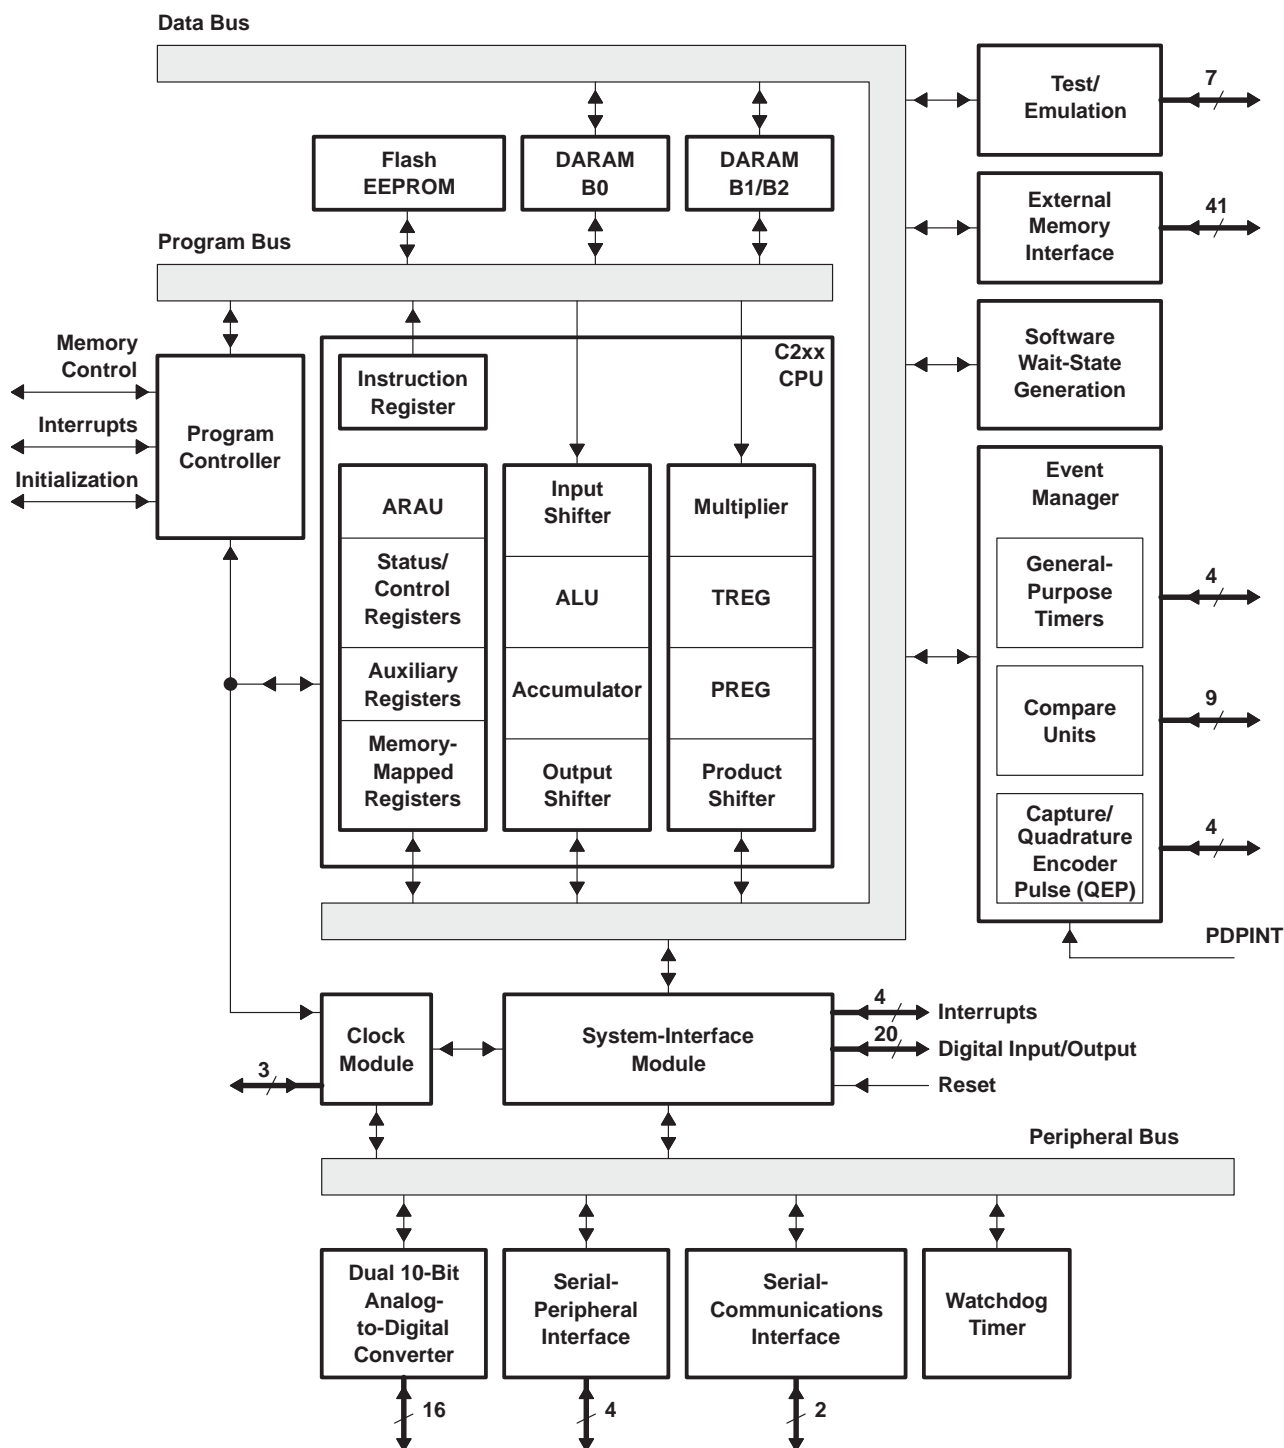 Data Bus
Test/
Emulation
7
Flash
EEPROM
DARAM
B0
DARAM
B1/B2
External
Memory
Interface
41
Program Bus
Software
Wait-State
Generation
Memory
Control
Interrupts
Initialization
Program
Controller
C2xx
CPU
Instruction
Register
ARAU
Status/
Control
Registers
Auxiliary
Registers
Memory-
Mapped
Registers
Input
Shifter
ALU
Accumulator
Output
Shifter
Multiplier
TREG
PREG
Product
Shifter
Event
Manager
General-
Purpose
Timers
4
Compare
Units
9
Capture/
Quadrature
Encoder
Pulse (QEP)
4
PDPINT
Clock
Module
3
System-Interface
Module
4
Interrupts
20
Digital Input/Output
Reset
Peripheral Bus
Dual 10-Bit
Analog-
to-Digital
Converter
16
Serial-
Peripheral
Interface
4
Serial-
Communications
Interface
2
Watchdog
Timer